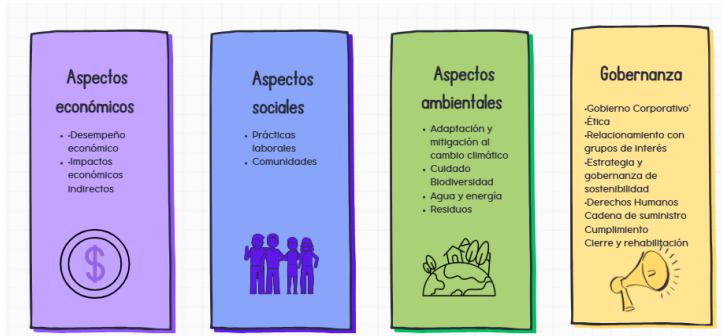 Aspectos
económicos
• -Desempeño
económico
• -Impactos
económicos
indirectos
$
Aspectos
sociales
• Prácticas
laborales
• Comunidades
Aspectos
ambientales
• Adaptación y
mitigación al
cambio climático
• Cuidado
Biodiversidad
• Agua y energía
• Residuos
Gobernanza
-Gobierno Corporativo´
-Ética
-Relacionamiento con
grupos de interés
-Estrategia y
gobernanza de
sostenibilidad
-Derechos Humanos
Cadena de suministro
Cumplimiento
Cierre y rehabilitación